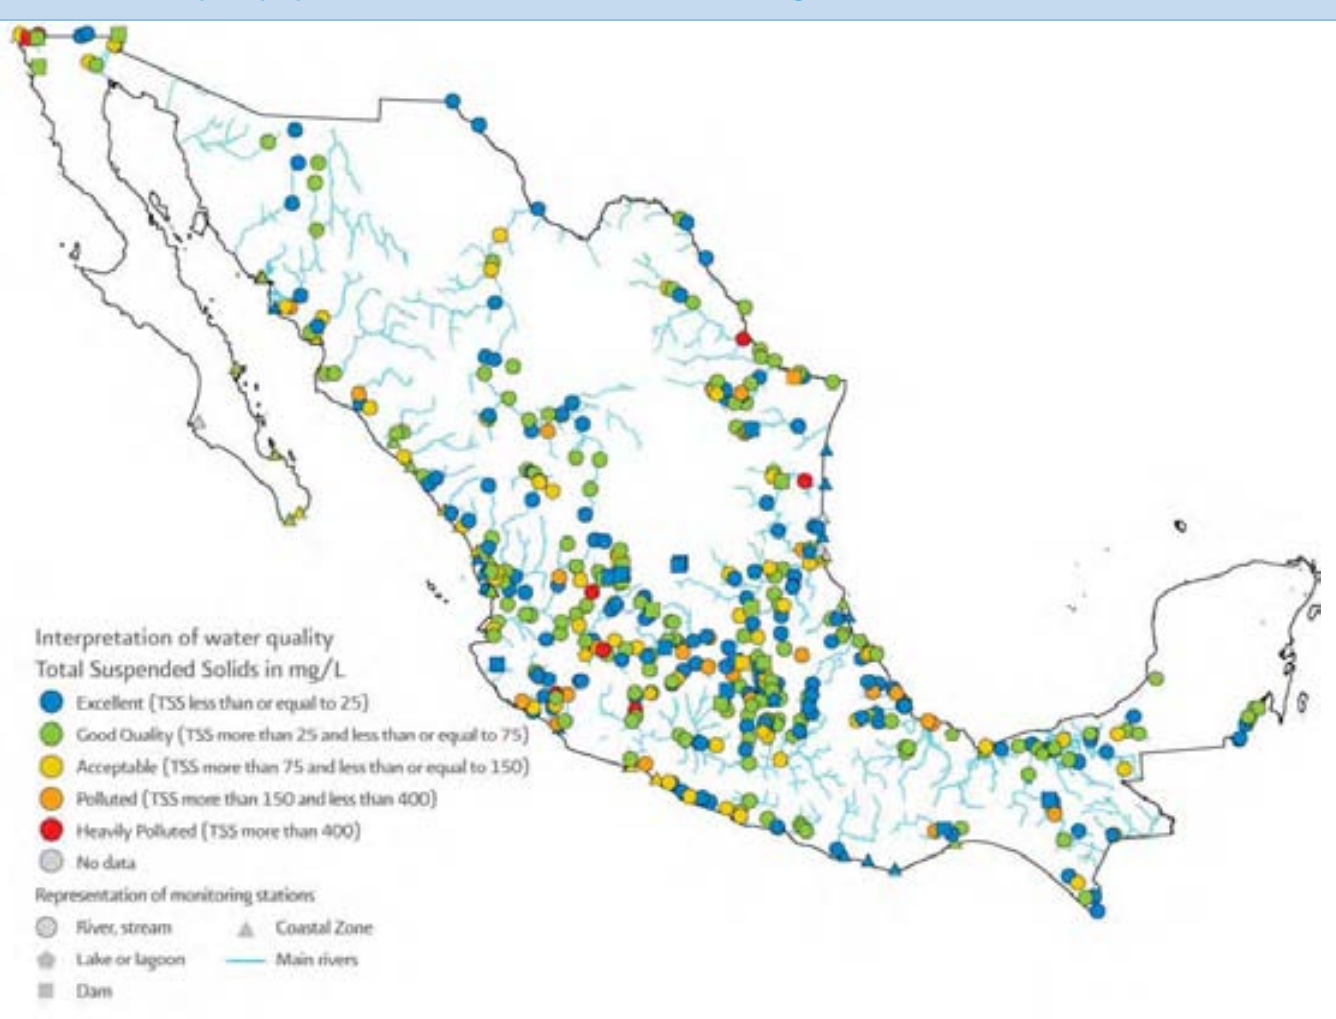 Interpretation of water quality
Total Suspended Solids in mg/L
Excellent (TSS less than or equal to 25)
Good Quality (TSS more than 25 and less than or equal to 75)
Acceptable (TSS more than 75 and less than or equal to 150)
Polluted (TSS more than 150 and less than 400)
Heavily Polluted (TSS more than 400)
No data
Representation of monitoring stations
River, stream
Coastal Zone
Lake or lagoon
Main rivers
Dam